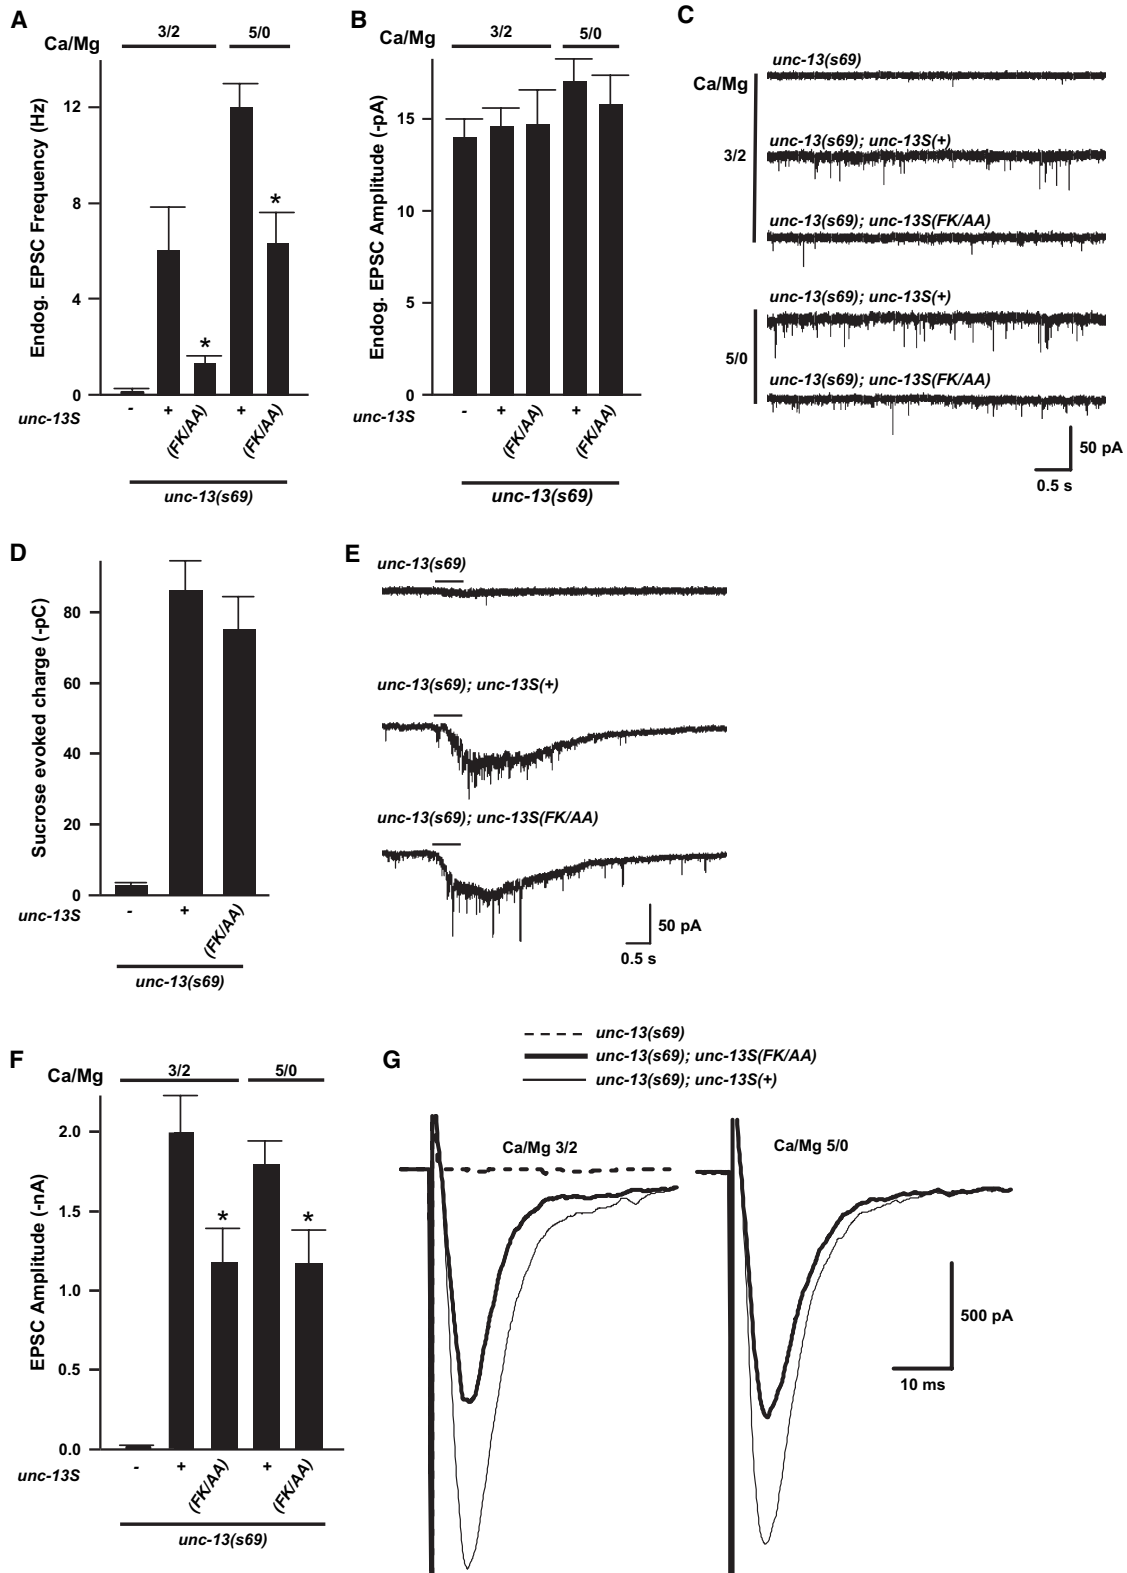 A
Ca/Mg
3/2
5/0
Endog. EPSC Frequency (Hz)
12
8
4
0
*
*
unc-13S
-
+
(FK/AA)
+
(FK/AA)
unc-13(s69)
B
Ca/Mg
3/2
5/0
Endog. EPSC Amplitude (-pA)
15
10
5
0
-
+
(FK/AA)
+
(FK/AA)
unc-13S
unc-13(s69)
C
Ca/Mg
3/2
5/0
unc-13(s69)
unc-13(s69); unc-13S(+)
unc-13(s69); unc-13S(FK/AA)
unc-13(s69); unc-13S(+)
unc-13(s69); unc-13S(FK/AA)
50 pA
0.5 s
D
Sucrose evoked charge (-pC)
80
60
40
20
0
unc-13S
-
+
(FK/AA)
unc-13(s69)
E
unc-13(s69)
unc-13(s69); unc-13S(+)
unc-13(s69); unc-13S(FK/AA)
50 pA
0.5 s
F
Ca/Mg
3/2
5/0
EPSC Amplitude (-nA)
2.0
1.5
1.0
0.5
0.0
*
*
unc-13S
-
+
(FK/AA)
+
(FK/AA)
unc-13(s69)
G
unc-13(s69)
unc-13(s69); unc-13S(FK/AA)
unc-13(s69); unc-13S(+)
Ca/Mg 3/2
Ca/Mg 5/0
500 pA
10 ms